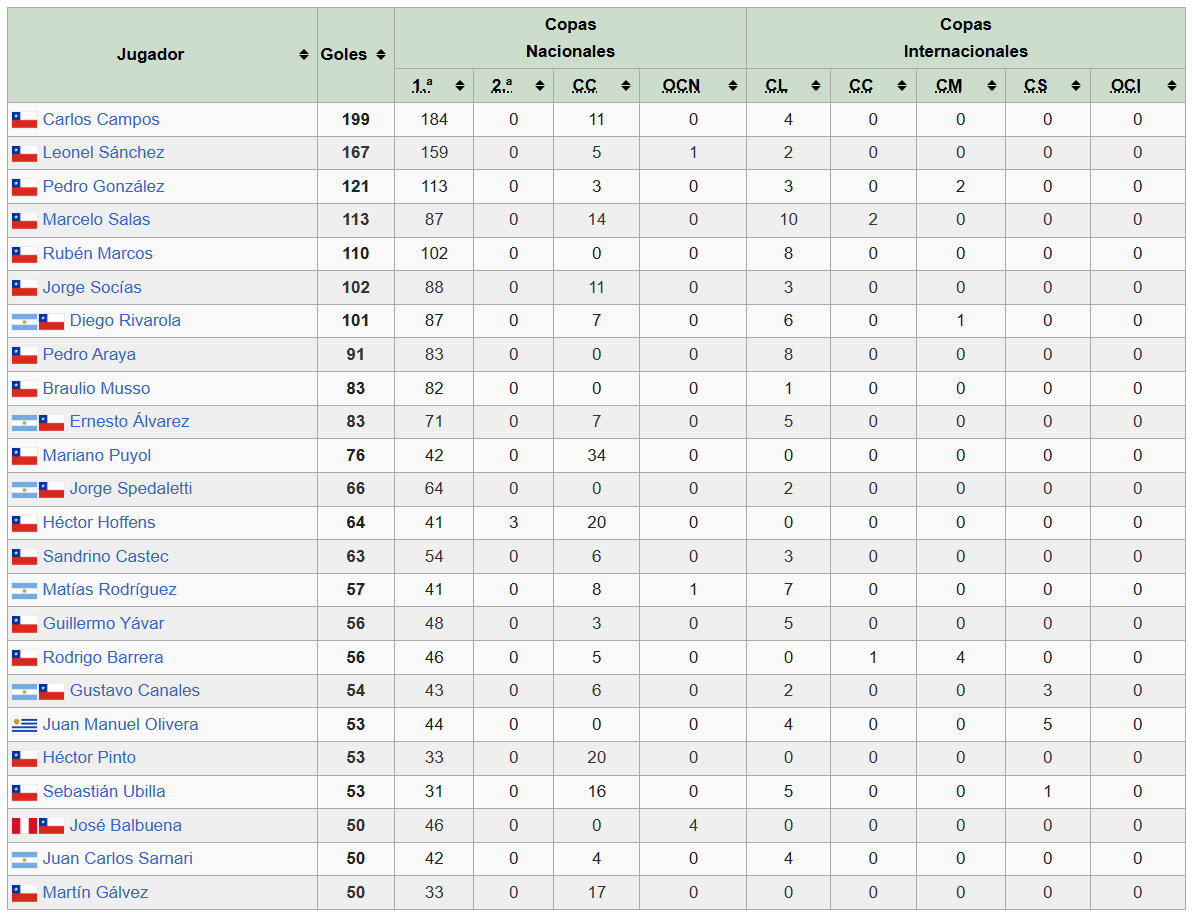 Jugador Goles Copas Nacionales Copas Internacionales
1.ª 2.ª CC OCN CL CC CM CS OCI
Carlos Campos 199 184 0 11 0 4 0 0 0 0
Leonel Sánchez 167 159 0 5 1 2 0 0 0 0
Pedro González 121 113 0 3 0 3 0 2 0 0
Marcelo Salas 113 87 0 14 0 10 2 0 0 0
Rubén Marcos 110 102 0 0 0 8 0 0 0 0
Jorge Socías 102 88 0 11 0 3 0 0 0 0
Diego Rivarola 101 87 0 7 0 6 0 1 0 0
Pedro Araya 91 83 0 0 0 8 0 0 0 0
Braulio Musso 83 82 0 0 0 1 0 0 0 0
Ernesto Álvarez 83 71 0 7 0 5 0 0 0 0
Mariano Puyol 76 42 0 34 0 0 0 0 0 0
Jorge Spedaletti 66 64 0 0 0 2 0 0 0 0
Héctor Hoffens 64 41 3 20 0 0 0 0 0 0
Sandrino Castec 63 54 0 6 0 3 0 0 0 0
Matías Rodríguez 57 41 0 8 1 7 0 0 0 0
Guillermo Yávar 56 48 0 3 0 5 0 0 0 0
Rodrigo Barrera 56 46 0 5 0 0 1 4 0 0
Gustavo Canales 54 43 0 6 0 2 0 0 3 0
Juan Manuel Olivera 53 44 0 0 0 4 0 0 5 0
Héctor Pinto 53 33 0 20 0 0 0 0 0 0
Sebastián Ubilla 53 31 0 16 0 5 0 0 1 0
José Balbuena 50 46 0 0 4 0 0 0 0 0
Juan Carlos Sarnari 50 42 0 4 0 4 0 0 0 0
Martín Gálvez 50 33 0 17 0 0 0 0 0 0